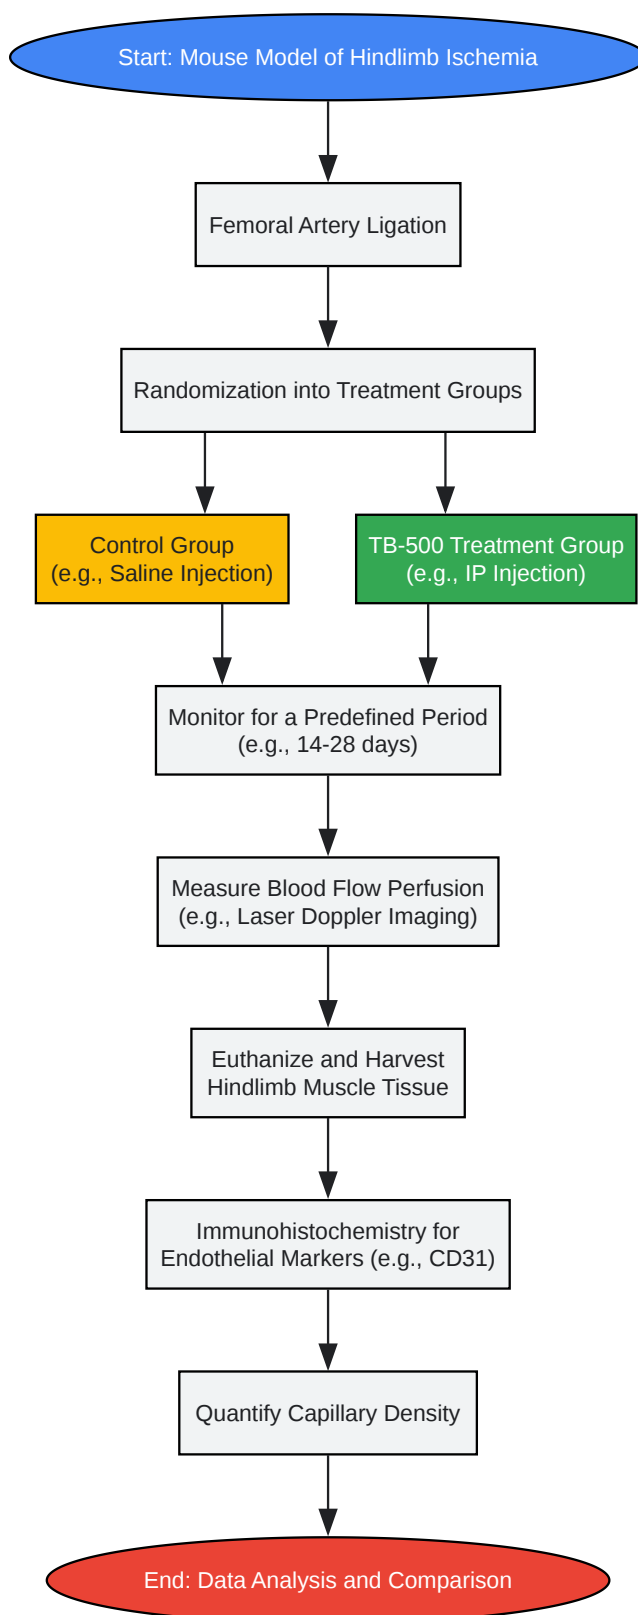 Start: Mouse Model of Hindlimb Ischemia
Femoral Artery Ligation
Randomization into Treatment Groups
Control Group
(e.g., Saline Injection)
TB-500 Treatment Group
(e.g., IP Injection)
Monitor for a Predefined Period
(e.g., 14-28 days)
Measure Blood Flow Perfusion
(e.g., Laser Doppler Imaging)
Euthanize and Harvest
Hindlimb Muscle Tissue
Immunohistochemistry for
Endothelial Markers (e.g., CD31)
Quantify Capillary Density
End: Data Analysis and Comparison